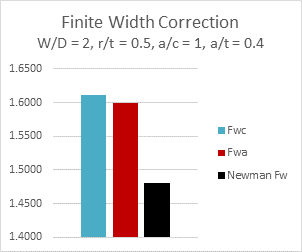 Finite Width Correction
W/D = 2, r/t = 0.5, a/c = 1, a/t = 0.4
1.6500
1.6000
1.5500
1.5000
1.4500
1.4000
Fwc
Fwa
Newman Fw